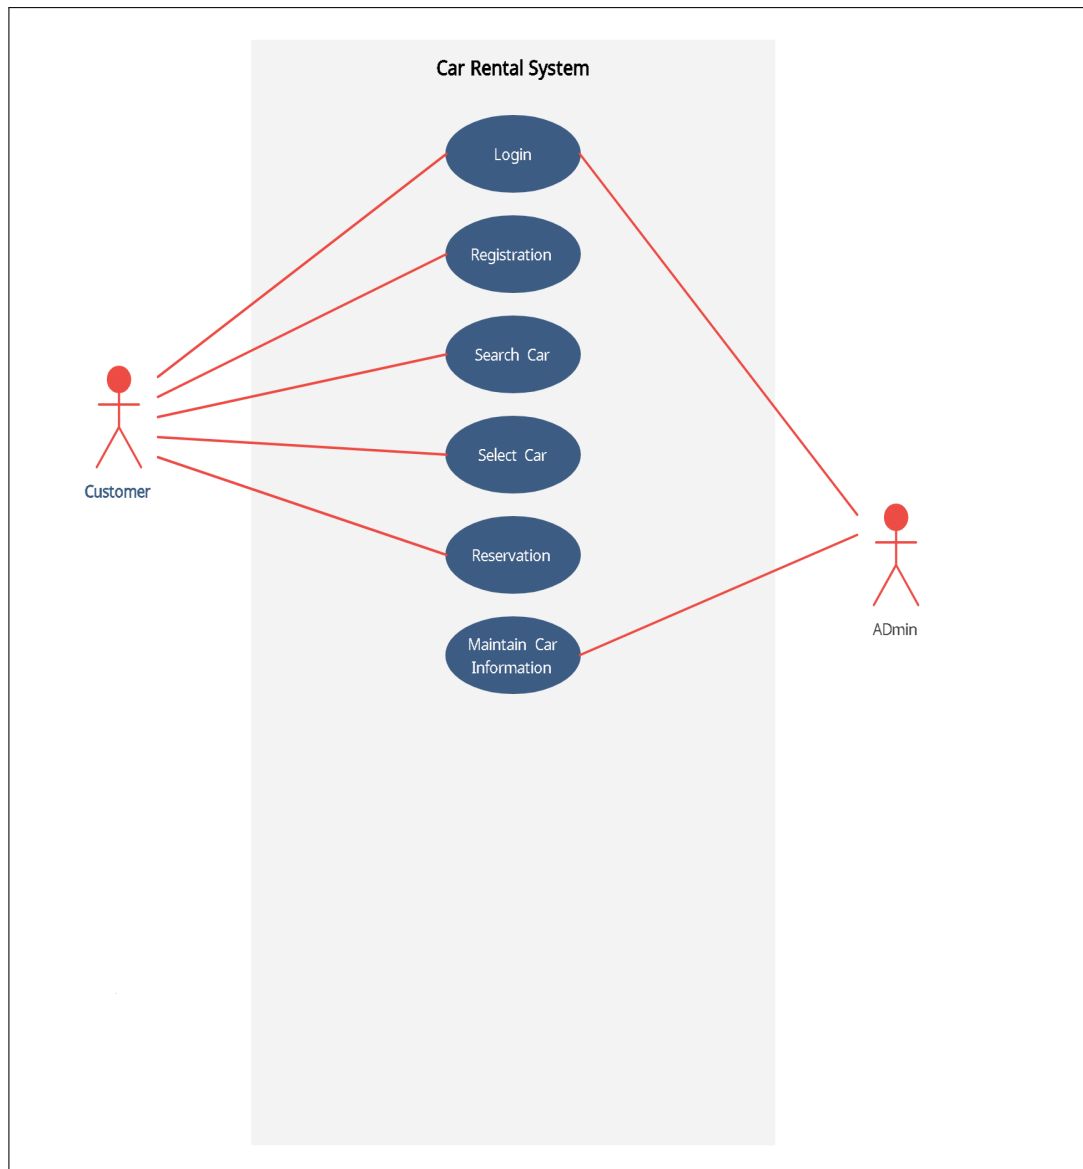 Car Rental System
Login
Registration
Search Car
Select Car
Customer
Reservation
ADmin
Maintain Car
Information